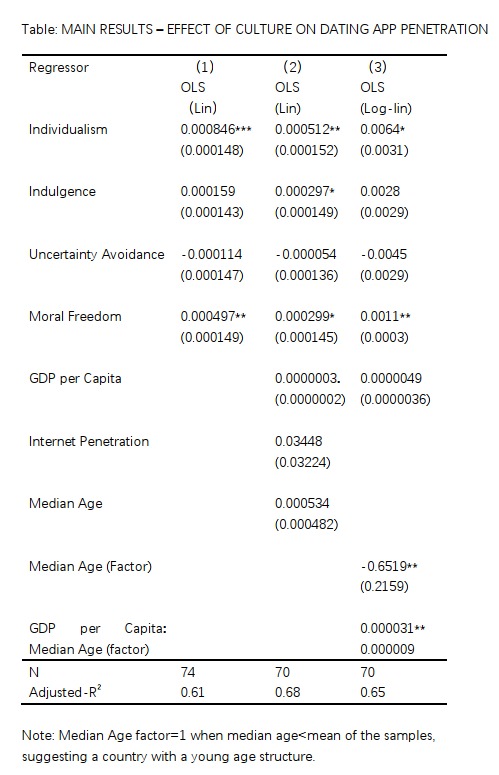 Table: MAIN RESULTS – EFFECT OF CULTURE ON DATING APP PENETRATION
Regressor (1) (2) (3)
OLS OLS OLS
(Lin) (Lin) (Log-lin)
Individualism 0.000846*** 0.000512** 0.0064*
(0.000148) (0.000152) (0.0031)
Indulgence 0.000159 0.000297* 0.0028
(0.000143) (0.000149) (0.0029)
Uncertainty Avoidance -0.000114 -0.000054 -0.0045
(0.000147) (0.000136) (0.0029)
Moral Freedom 0.000497** 0.000299* 0.0011**
(0.000149) (0.000145) (0.0003)
GDP per Capita 0.0000003. 0.0000049
(0.0000002) (0.0000036)
Internet Penetration 0.03448
(0.03224)
Median Age 0.000534
(0.000482)
Median Age (Factor) -0.6519**
(0.2159)
GDP per Capita: 0.000031**
Median Age (factor) 0.000009
N 74 70 70
Adjusted-R² 0.61 0.68 0.65
Note: Median Age factor=1 when median age<mean of the samples,
suggesting a country with a young age structure.